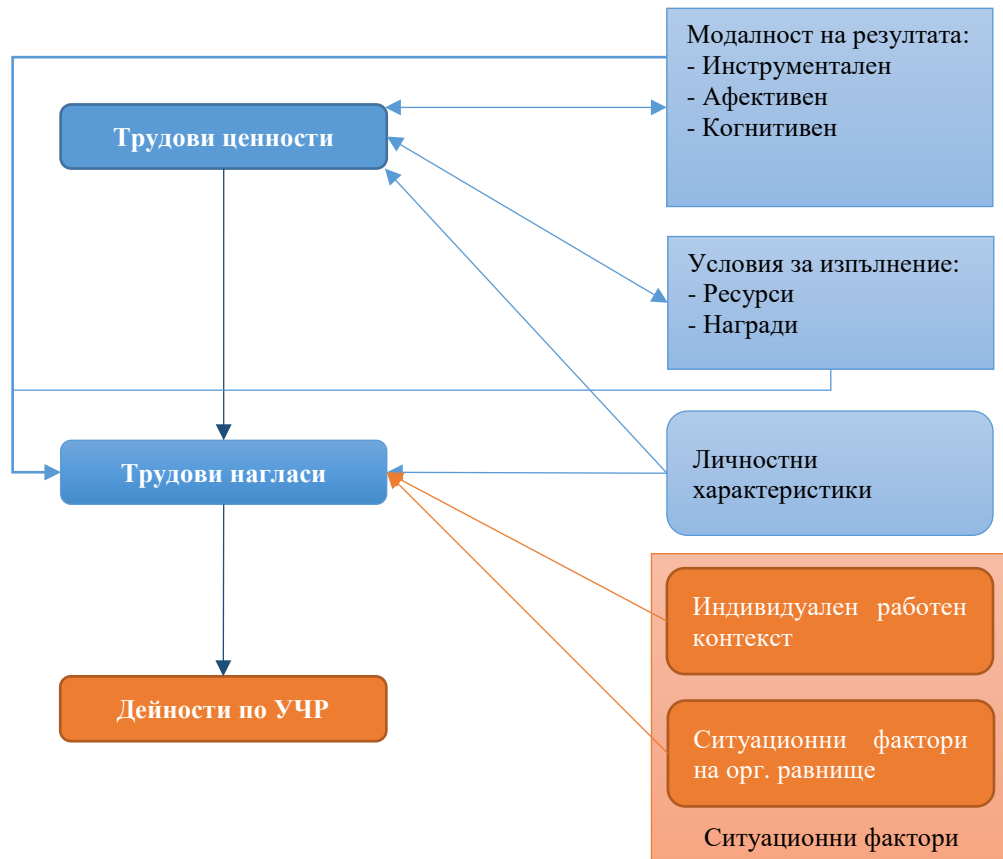 Модалност на резултата:
- Инструментален
- Афективен
- Когнитивен
Трудови ценности
Условия за изпълнение:
- Ресурси
- Награди
Трудови нагласи
Личностни
характеристики
Индивидуален работен
контекст
Дейности по УЧР
Ситуационни фактори
на орг. равнище
Ситуационни фактори